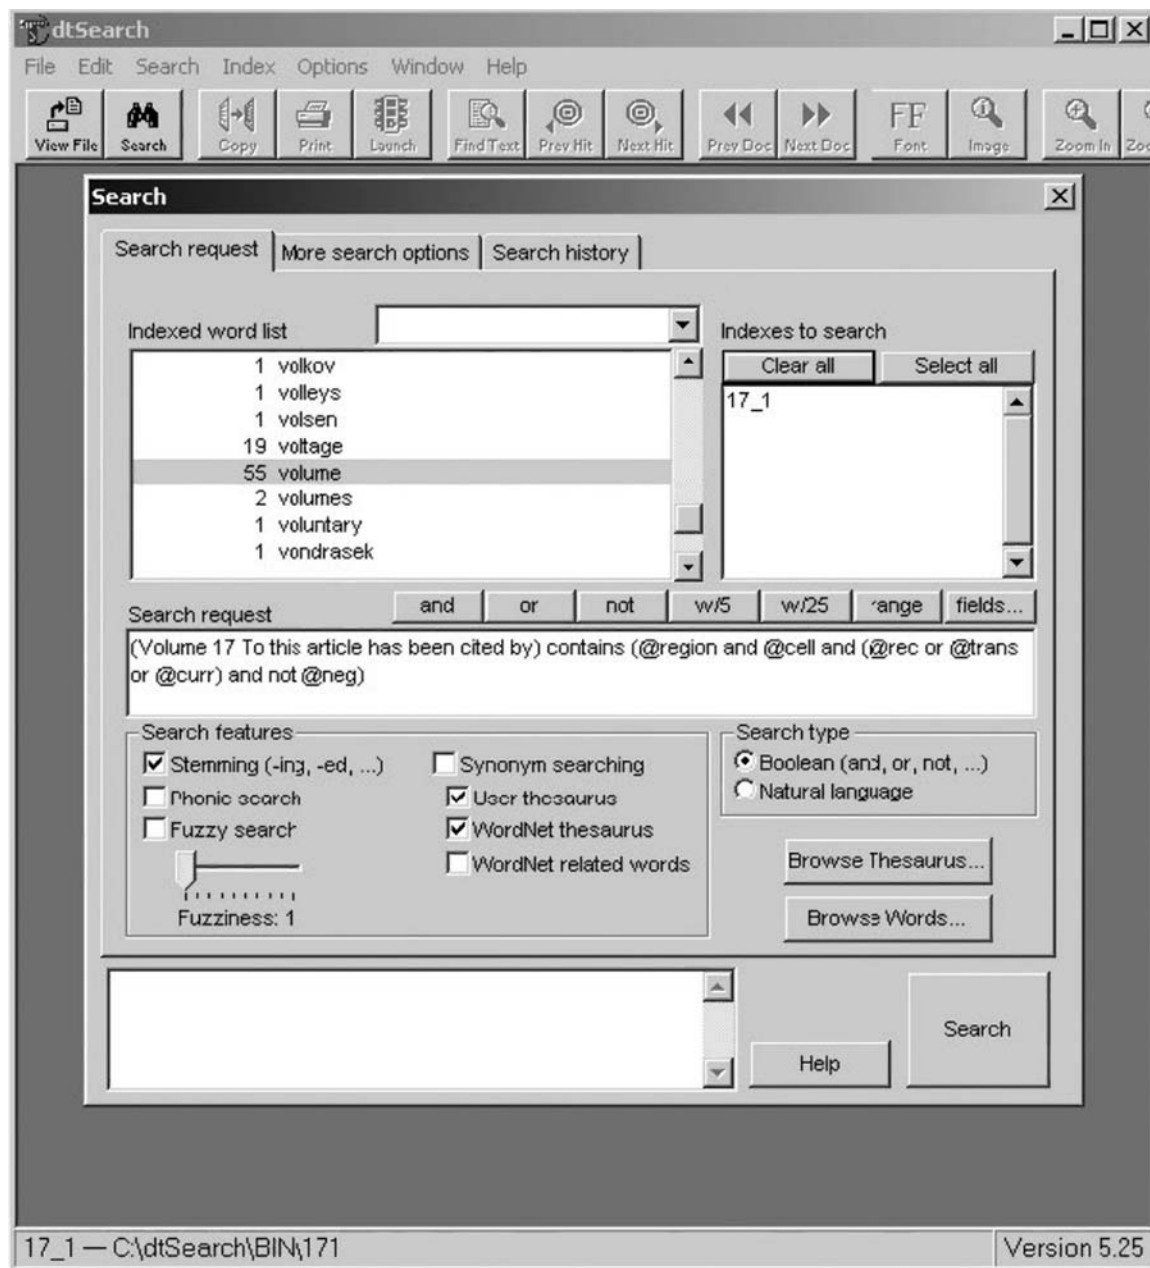 dtSearch
File Edit Search Index Options Window Help
View File Search Copy Print Launch Find Text Prev Hit Next Hit Prev Doc Next Doc FF Font Image Zoom In Zoo
Search
Search request More search options Search history
Indexed word list Indexes to search
Clear all Select all
1 volkov
17_1
1 volleys
1 volsen
19 voltage
55 volume
2 volumes
1 voluntary
1 vondrasek
Search request and or not w/5 w/25 range fields...
(Volume 17 To this article has been cited by) contains (@region and @cell and (@rec or @trans
or @curr) and not @neg)
Search features Search type
Stemming (-ing, -ed, ...) Synonym searching Boolean (and, or, not, ...)
Phonic search User thesaurus Natural language
Fuzzy search WordNet thesaurus
WordNet related words Browse Thesaurus...
Fuzziness: 1 Browse Words...
Search
Help
17_1 — C:\dtSearch\BIN\171 Version 5.25